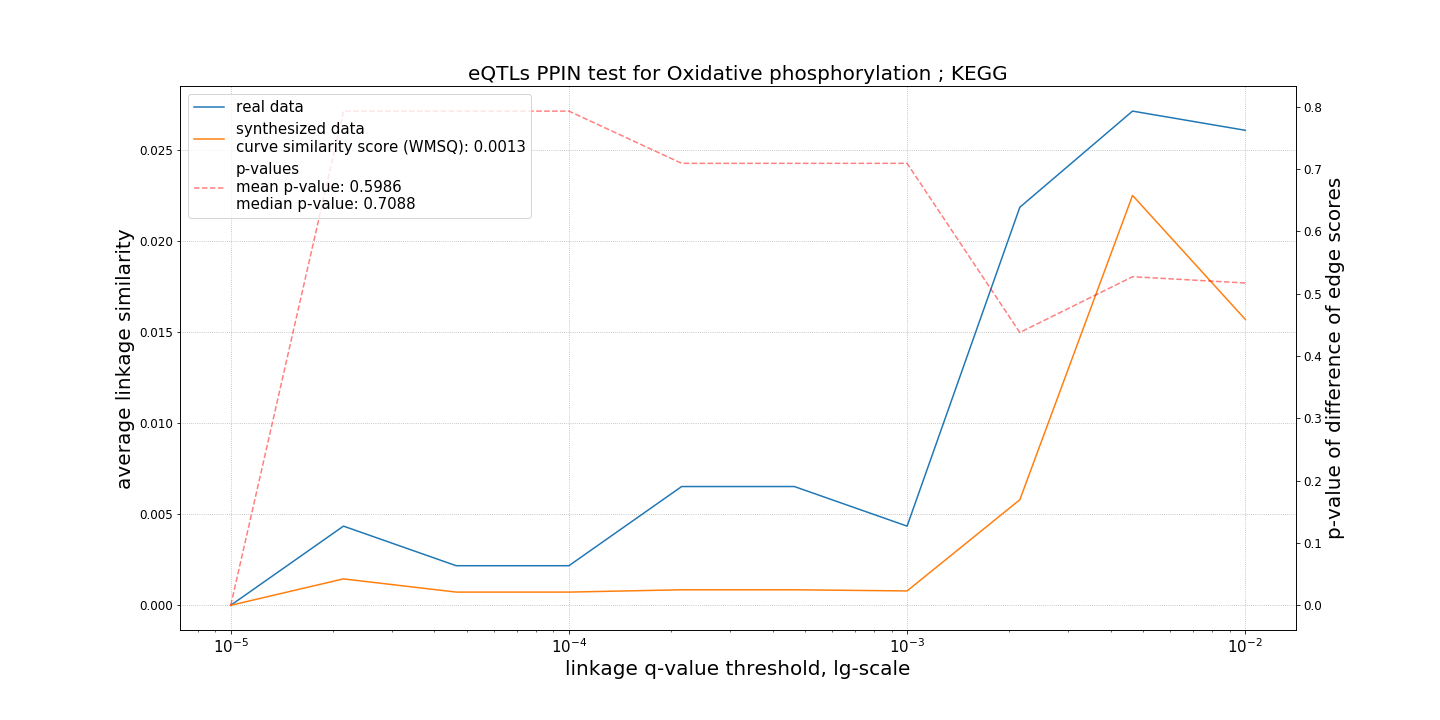 eQTLs PPIN test for Oxidative phosphorylation ; KEGG
real data
synthesized data
curve similarity score (WMSQ): 0.0013
p-values
mean p-value: 0.5986
median p-value: 0.7088
average linkage similarity
0.025
0.020
0.015
0.010
0.005
0.000
0.8
0.7
0.6
0.5
0.4
0.3
0.2
0.1
0.0
p-value of difference of edge scores
10⁻⁵ 10⁻⁴ 10⁻³ 10⁻²
linkage q-value threshold, lg-scale